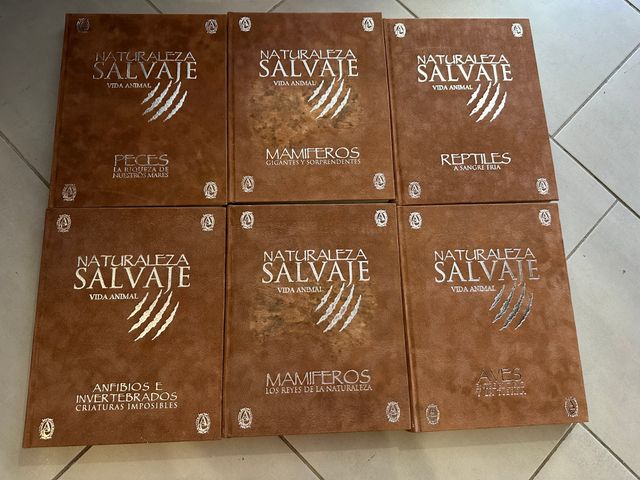 NATURALEZA
SALVAJE
VIDA ANIMAL
PECES
LA RIQUEZA DE
NUESTROS MARES
NATURALEZA
SALVAJE
VIDA ANIMAL
MAMIFEROS
GIGANTES Y SORPRENDENTES
NATURALEZA
SALVAJE
VIDA ANIMAL
REPTILES
A SANGRE FRIA
NATURALEZA
SALVAJE
VIDA ANIMAL
ANFIBIOS E
INVERTEBRADOS
CRIATURAS IMPOSIBLES
NATURALEZA
SALVAJE
VIDA ANIMAL
MAMIFEROS
LOS REYES DE LA NATURALEZA
NATURALEZA
SALVAJE
VIDA ANIMAL
AVES